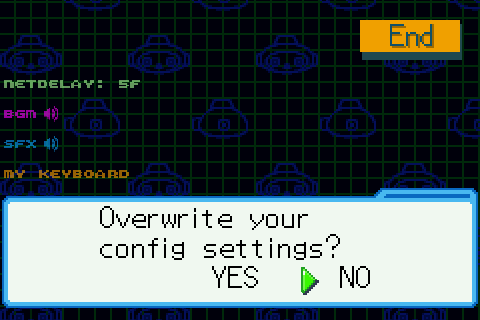 End
NETDELAY: 5F
BGM
SFX
MY KEYBOARD
Overwrite your
config settings?
YES NO